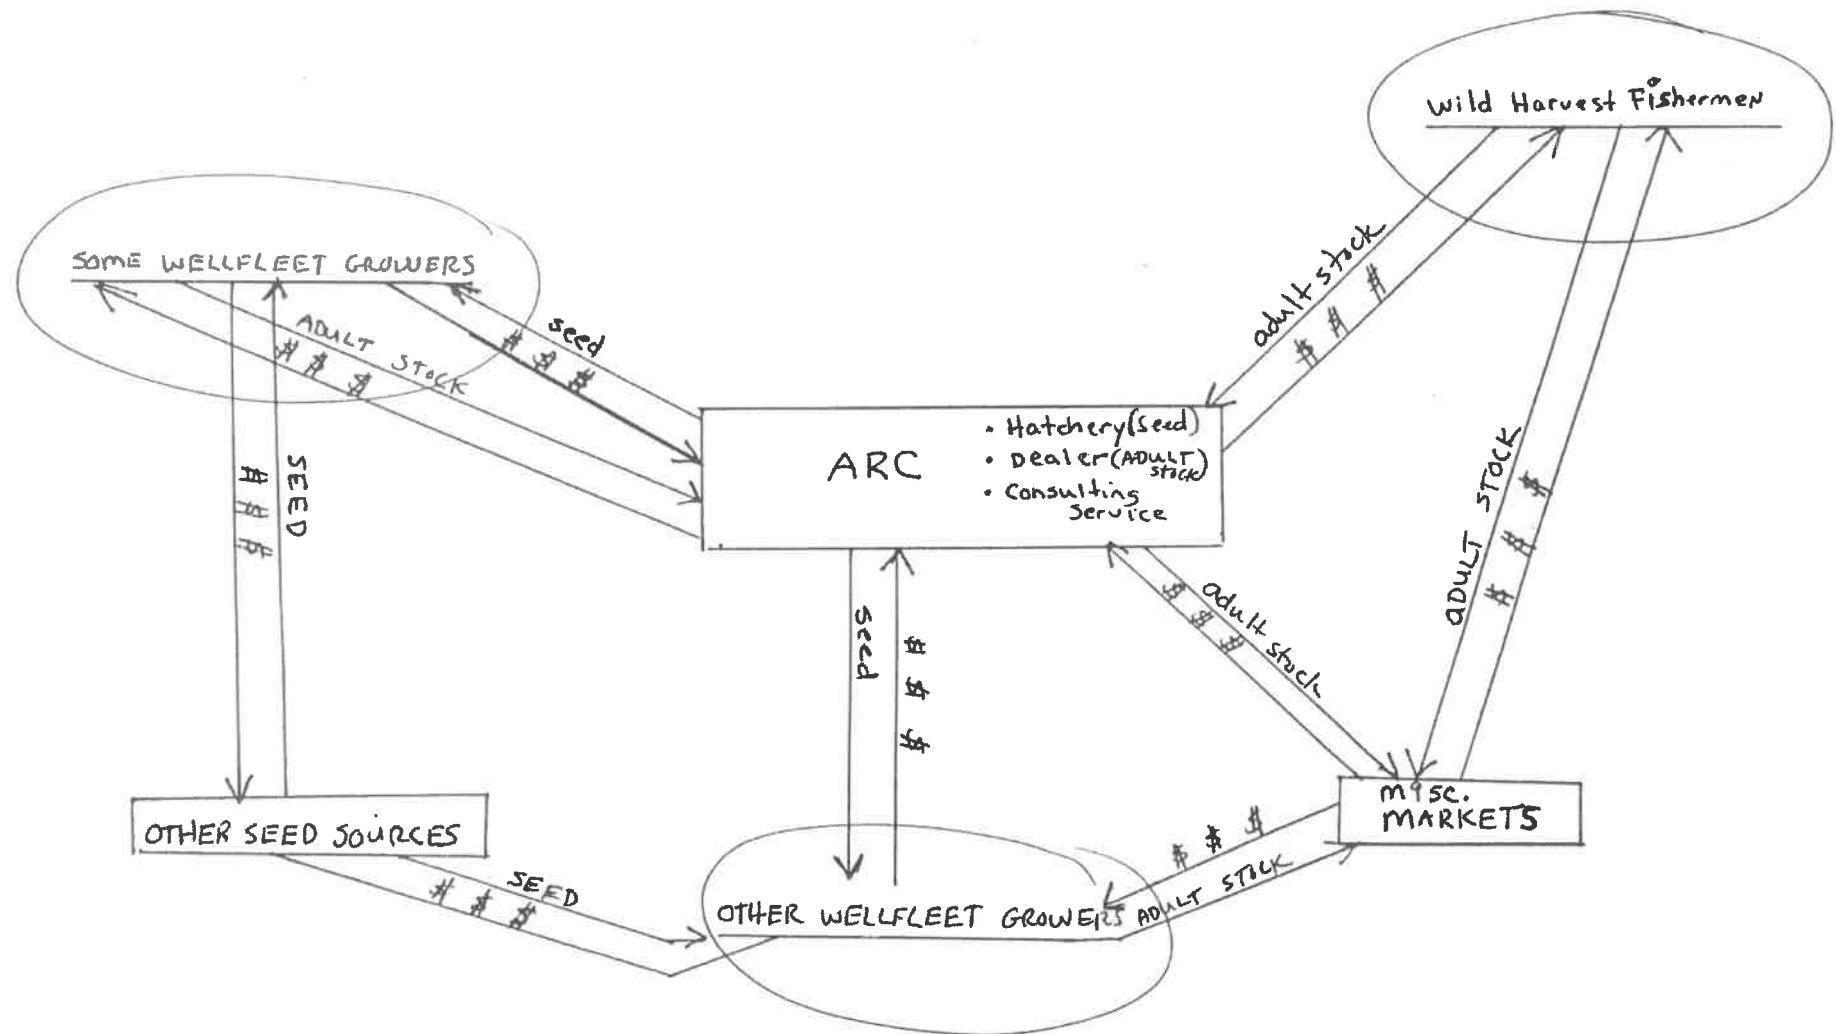 Wild Harvest Fishermen
SOME WELLFLEET GROWERS
adult stock
$ $ $
seed
$ $ $
ADULT STOCK
$ $ $
ARC
• Hatchery (seed)
• Dealer (ADULT
stock)
• Consulting
Service
SEED
$ $ $
ADULT STOCK
$ $ $
seed
$ $ $
adult stock
$ $ $
OTHER SEED SOURCES
misc.
MARKETS
SEED
$ $ $
$ $ $
ADULT STOCK
OTHER WELLFLEET GROWERS